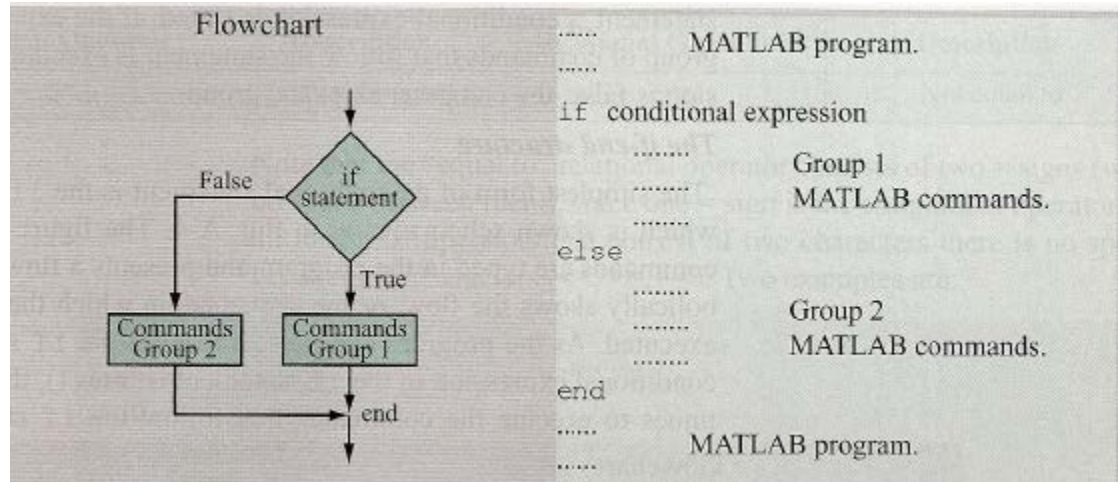 Flowchart
if
statement
False
True
Commands
Group 2
Commands
Group 1
end
......
MATLAB program.
......
if conditional expression
.......
Group 1
.......
MATLAB commands.
else
.......
Group 2
.......
MATLAB commands.
end
......
MATLAB program.
......